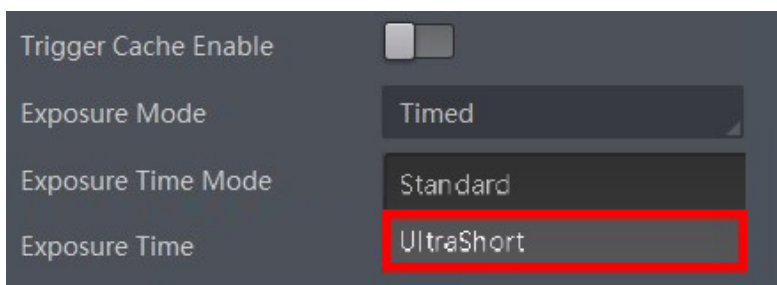 Trigger Cache Enable
Exposure Mode Timed
Exposure Time Mode Standard
Exposure Time UltraShort